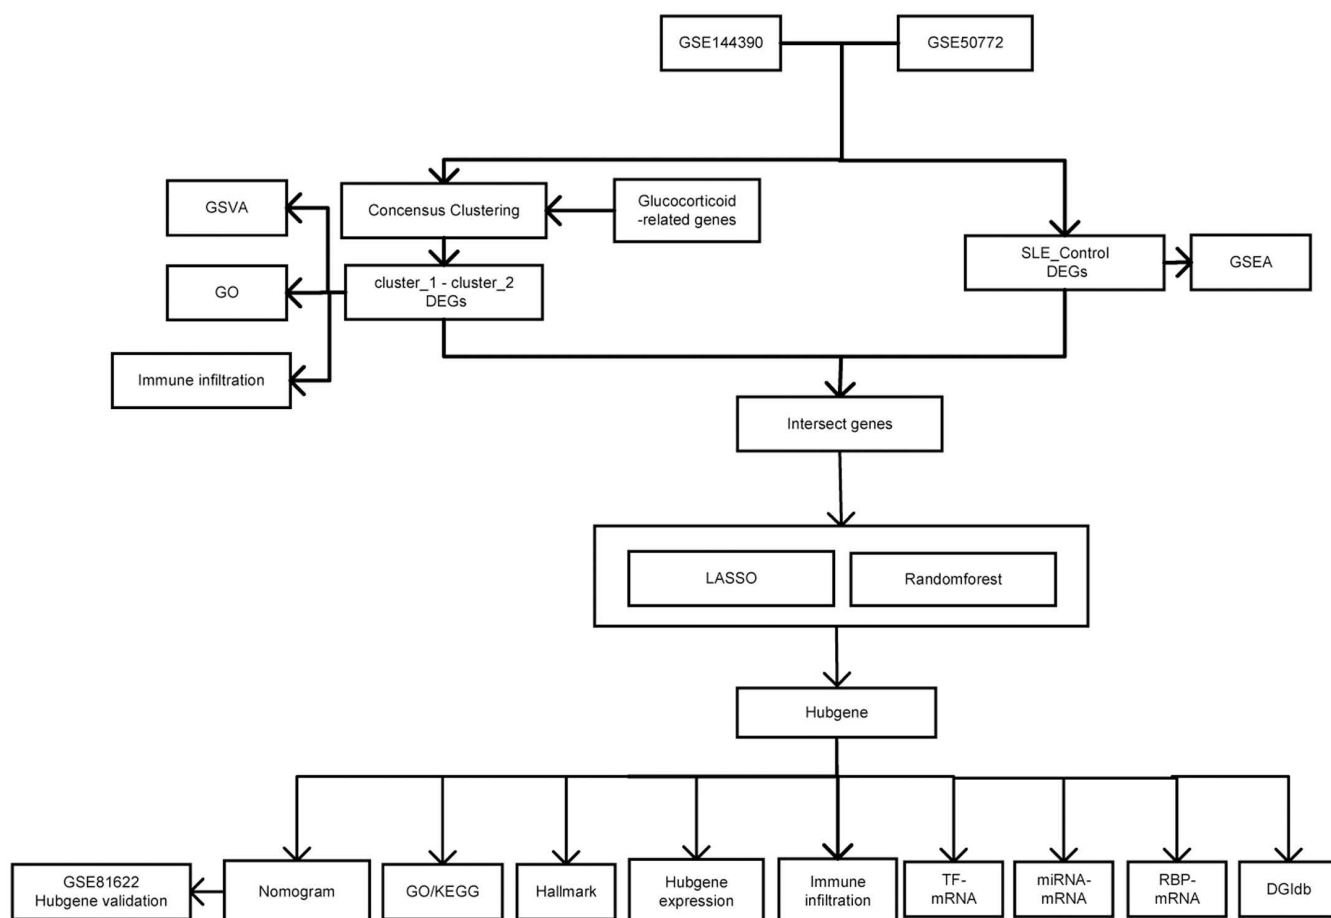 GSE144390
GSE50772
GSVA
Concensus Clustering
Glucocorticoid
-related genes
SLE_Control
DEGs
GSEA
GO
cluster_1 - cluster_2
DEGs
Immune infiltration
Intersect genes
LASSO
Randomforest
Hubgene
GSE81622
Hubgene validation
Nomogram
GO/KEGG
Hallmark
Hubgene
expression
Immune
infiltration
TF-
mRNA
miRNA-
mRNA
RBP-
mRNA
DGIdb